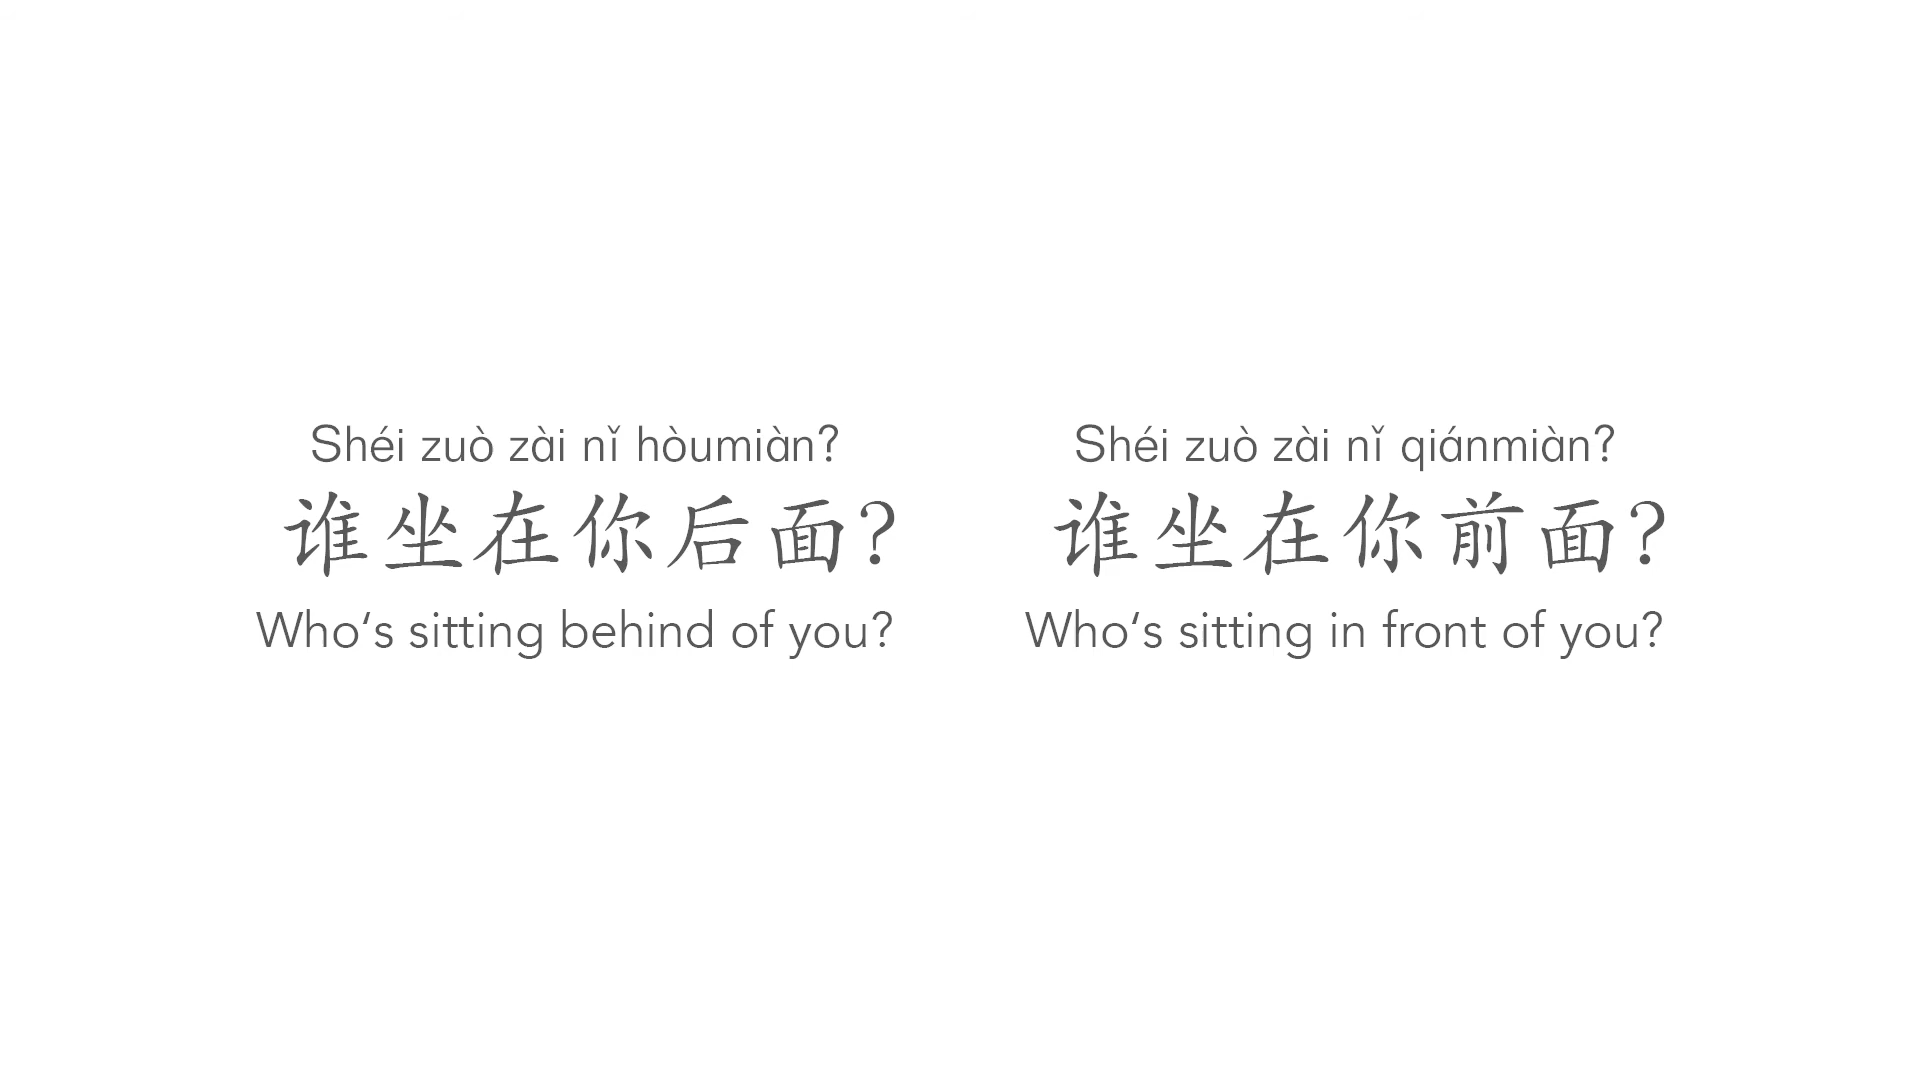 Shéi zuò zài nǐ hòumiàn?
谁坐在你后面?
Who‘s sitting behind of you?
Shéi zuò zài nǐ qiánmiàn?
谁坐在你前面?
Who‘s sitting in front of you?